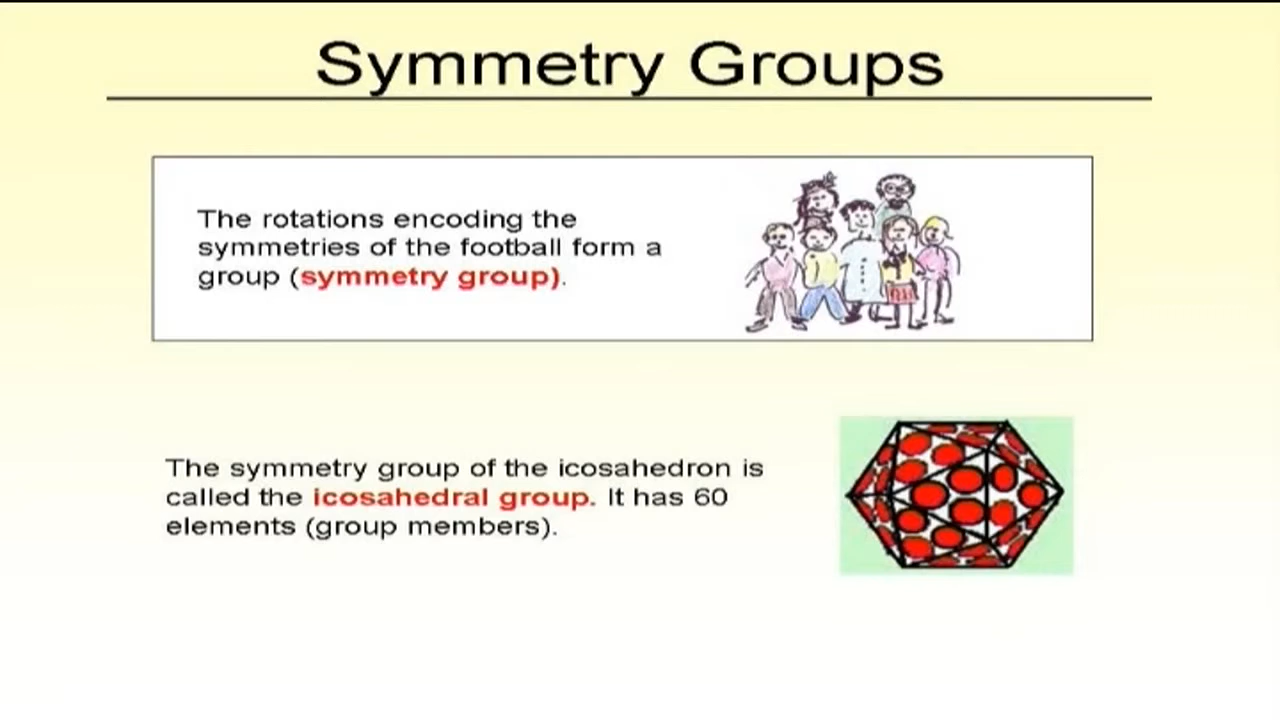 Symmetry Groups
The rotations encoding the
symmetries of the football form a
group (symmetry group).
The symmetry group of the icosahedron is
called the icosahedral group. It has 60
elements (group members).